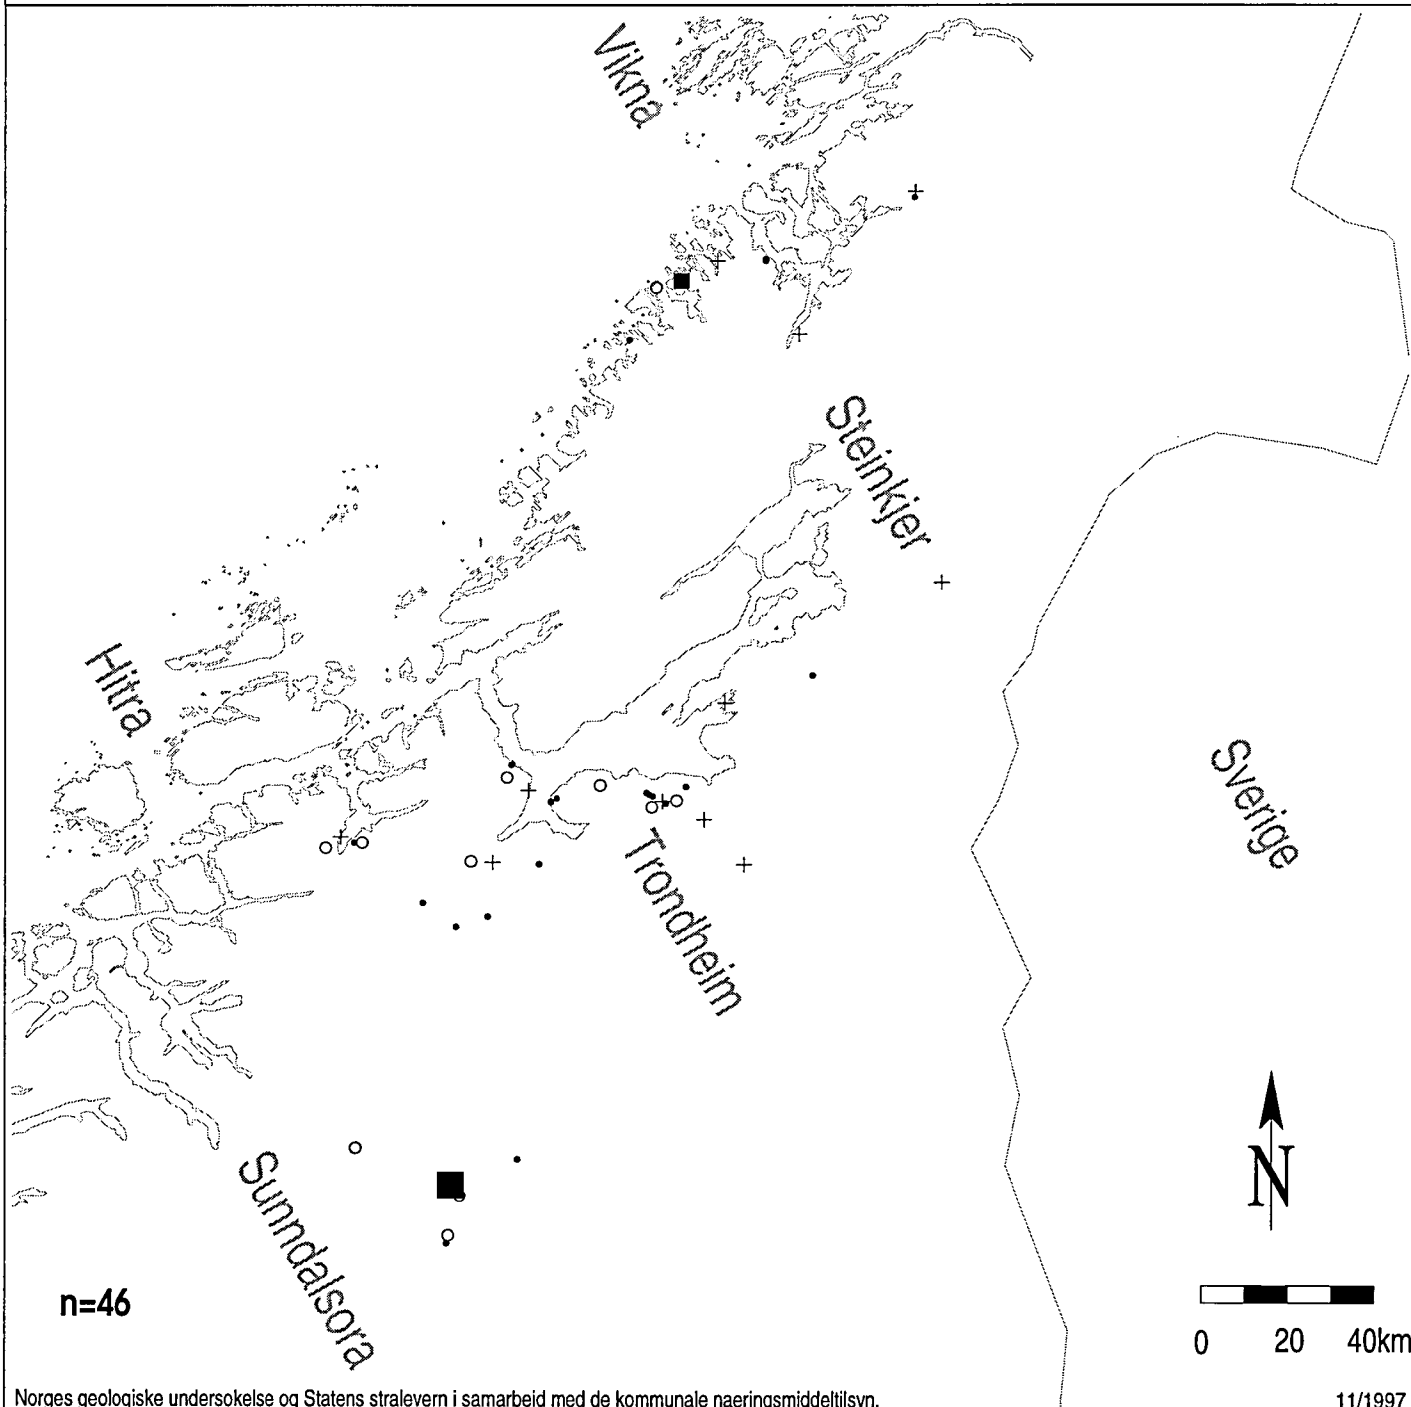 Vikna
Steinkjer
Hitra
Sverige
Trondheim
N
Sunndalsora
n=46
0 20 40km
Norges geologiske undersokelse og Statens stralevern i samarbeid med de kommunale naeringsmiddeltilsyn.
11/1997